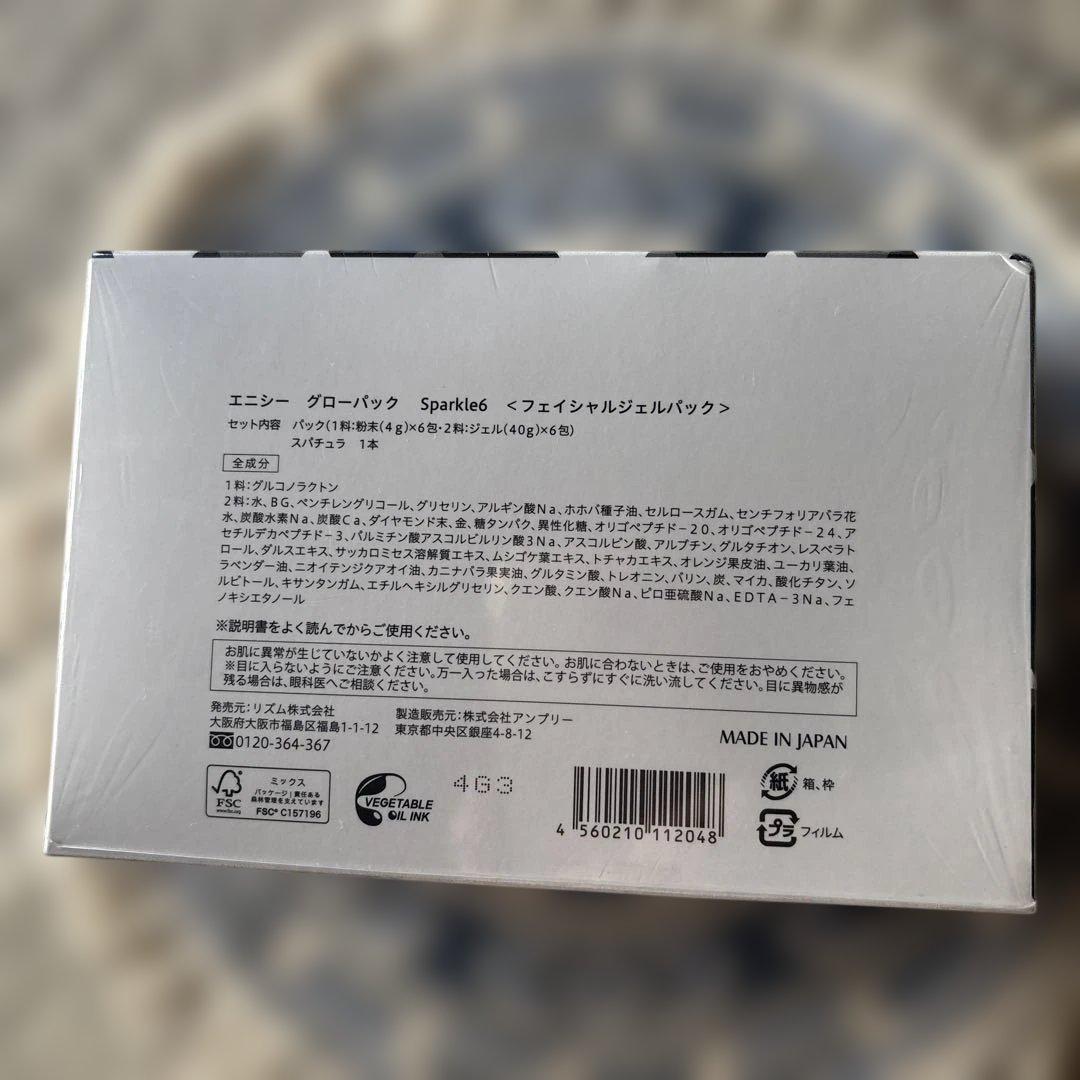 エニシー　グローパック　Sparkle6　＜フェイシャルジェルパック＞
セット内容　パック（1料：粉末（4g）×6包・2料：ジェル（40g）×6包）
スパチュラ　1本
全成分
1料：グルコノラクトン
2料：水、BG、ペンチレングリコール、グリセリン、アルギン酸Na、ホホバ種子油、セルロースガム、センチフォリアバラ花
水、炭酸水素Na、炭酸Ca、ダイヤモンド末、金、糖タンパク、異性化糖、オリゴペプチド－20、オリゴペプチド－24、ア
セチルデカペプチド－3、パルミチン酸アスコルビルリン酸3Na、アスコルビン酸、アルブチン、グルタチオン、レスベラト
ロール、ダルスエキス、サッカロミセス溶解質エキス、ムシゴケ葉エキス、トチャカエキス、オレンジ果皮油、ユーカリ葉油、
ラベンダー油、ニオイテンジクアオイ油、カニナバラ果実油、グルタミン酸、トレオニン、バリン、炭、マイカ、酸化チタン、ソ
ルビトール、キサンタンガム、エチルヘキシルグリセリン、クエン酸、クエン酸Na、ピロ亜硫酸Na、EDTA－3Na、フェ
ノキシエタノール
※説明書をよく読んでからご使用ください。
お肌に異常が生じていないかよく注意して使用してください。お肌に合わないときは、ご使用をおやめください。
※目に入らないようにご注意ください。万一入った場合は、こすらずにすぐに洗い流してください。目に異物感が
残る場合は、眼科医へご相談ください。
発売元：リズム株式会社
大阪府大阪市福島区福島1-1-12
0120-364-367
製造販売元：株式会社アンプリー
東京都中央区銀座4-8-12
MADE IN JAPAN
FSC
www.fsc.org
ミックス
パッケージ｜責任ある
森林管理を支えています
FSC® C157196
VEGETABLE
OIL INK
4G3
4 560210 112048
紙 箱、枠
プラ フィルム